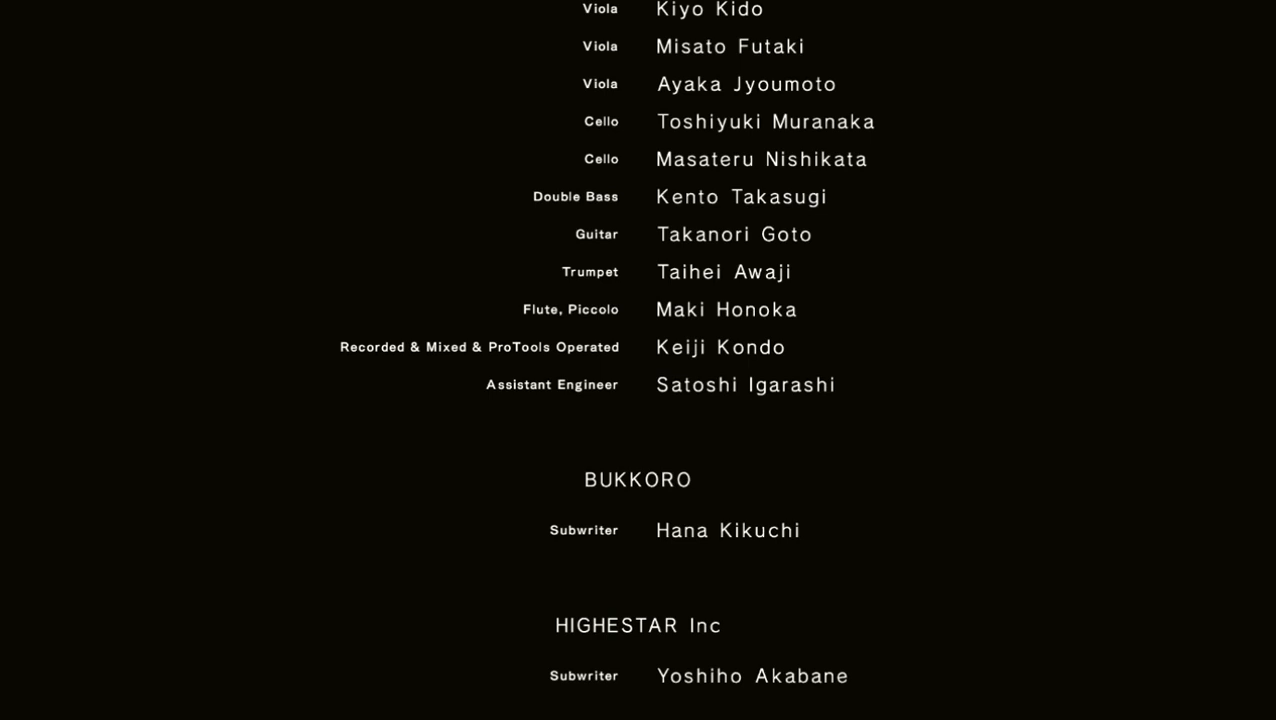 Viola Kiyo Kido
Viola Misato Futaki
Viola Ayaka Jyoumoto
Cello Toshiyuki Muranaka
Cello Masateru Nishikata
Double Bass Kento Takasugi
Guitar Takanori Goto
Trumpet Taihei Awaji
Flute, Piccolo Maki Honoka
Recorded & Mixed & ProTools Operated Keiji Kondo
Assistant Engineer Satoshi Igarashi
BUKKORO
Subwriter Hana Kikuchi
HIGHESTAR Inc
Subwriter Yoshiho Akabane